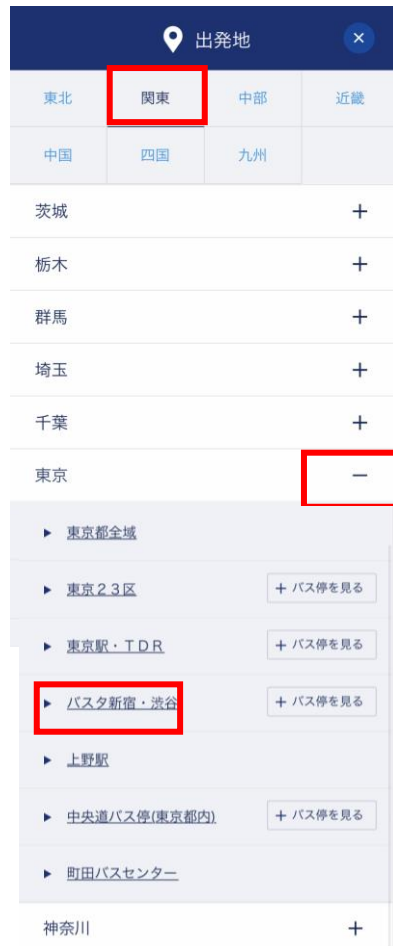 出発地
東北 関東 中部 近畿
中国 四国 九州
茨城
栃木
群馬
埼玉
千葉
東京
東京都全域
東京23区 + バス停を見る
東京駅・TDR + バス停を見る
バスタ新宿・渋谷 + バス停を見る
上野駅
中央道バス停(東京都内) + バス停を見る
町田バスセンター
神奈川